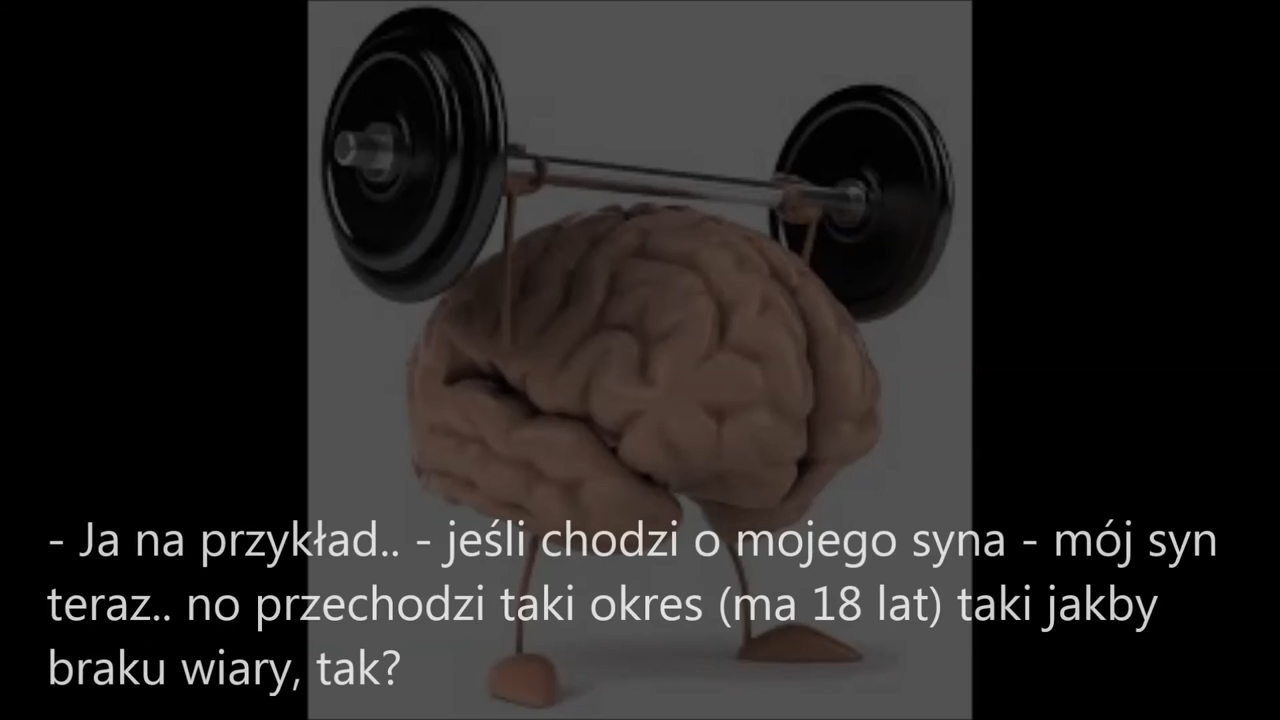 - Ja na przykład.. - jeśli chodzi o mojego syna - mój syn
teraz.. no przechodzi taki okres (ma 18 lat) taki jakby
braku wiary, tak?